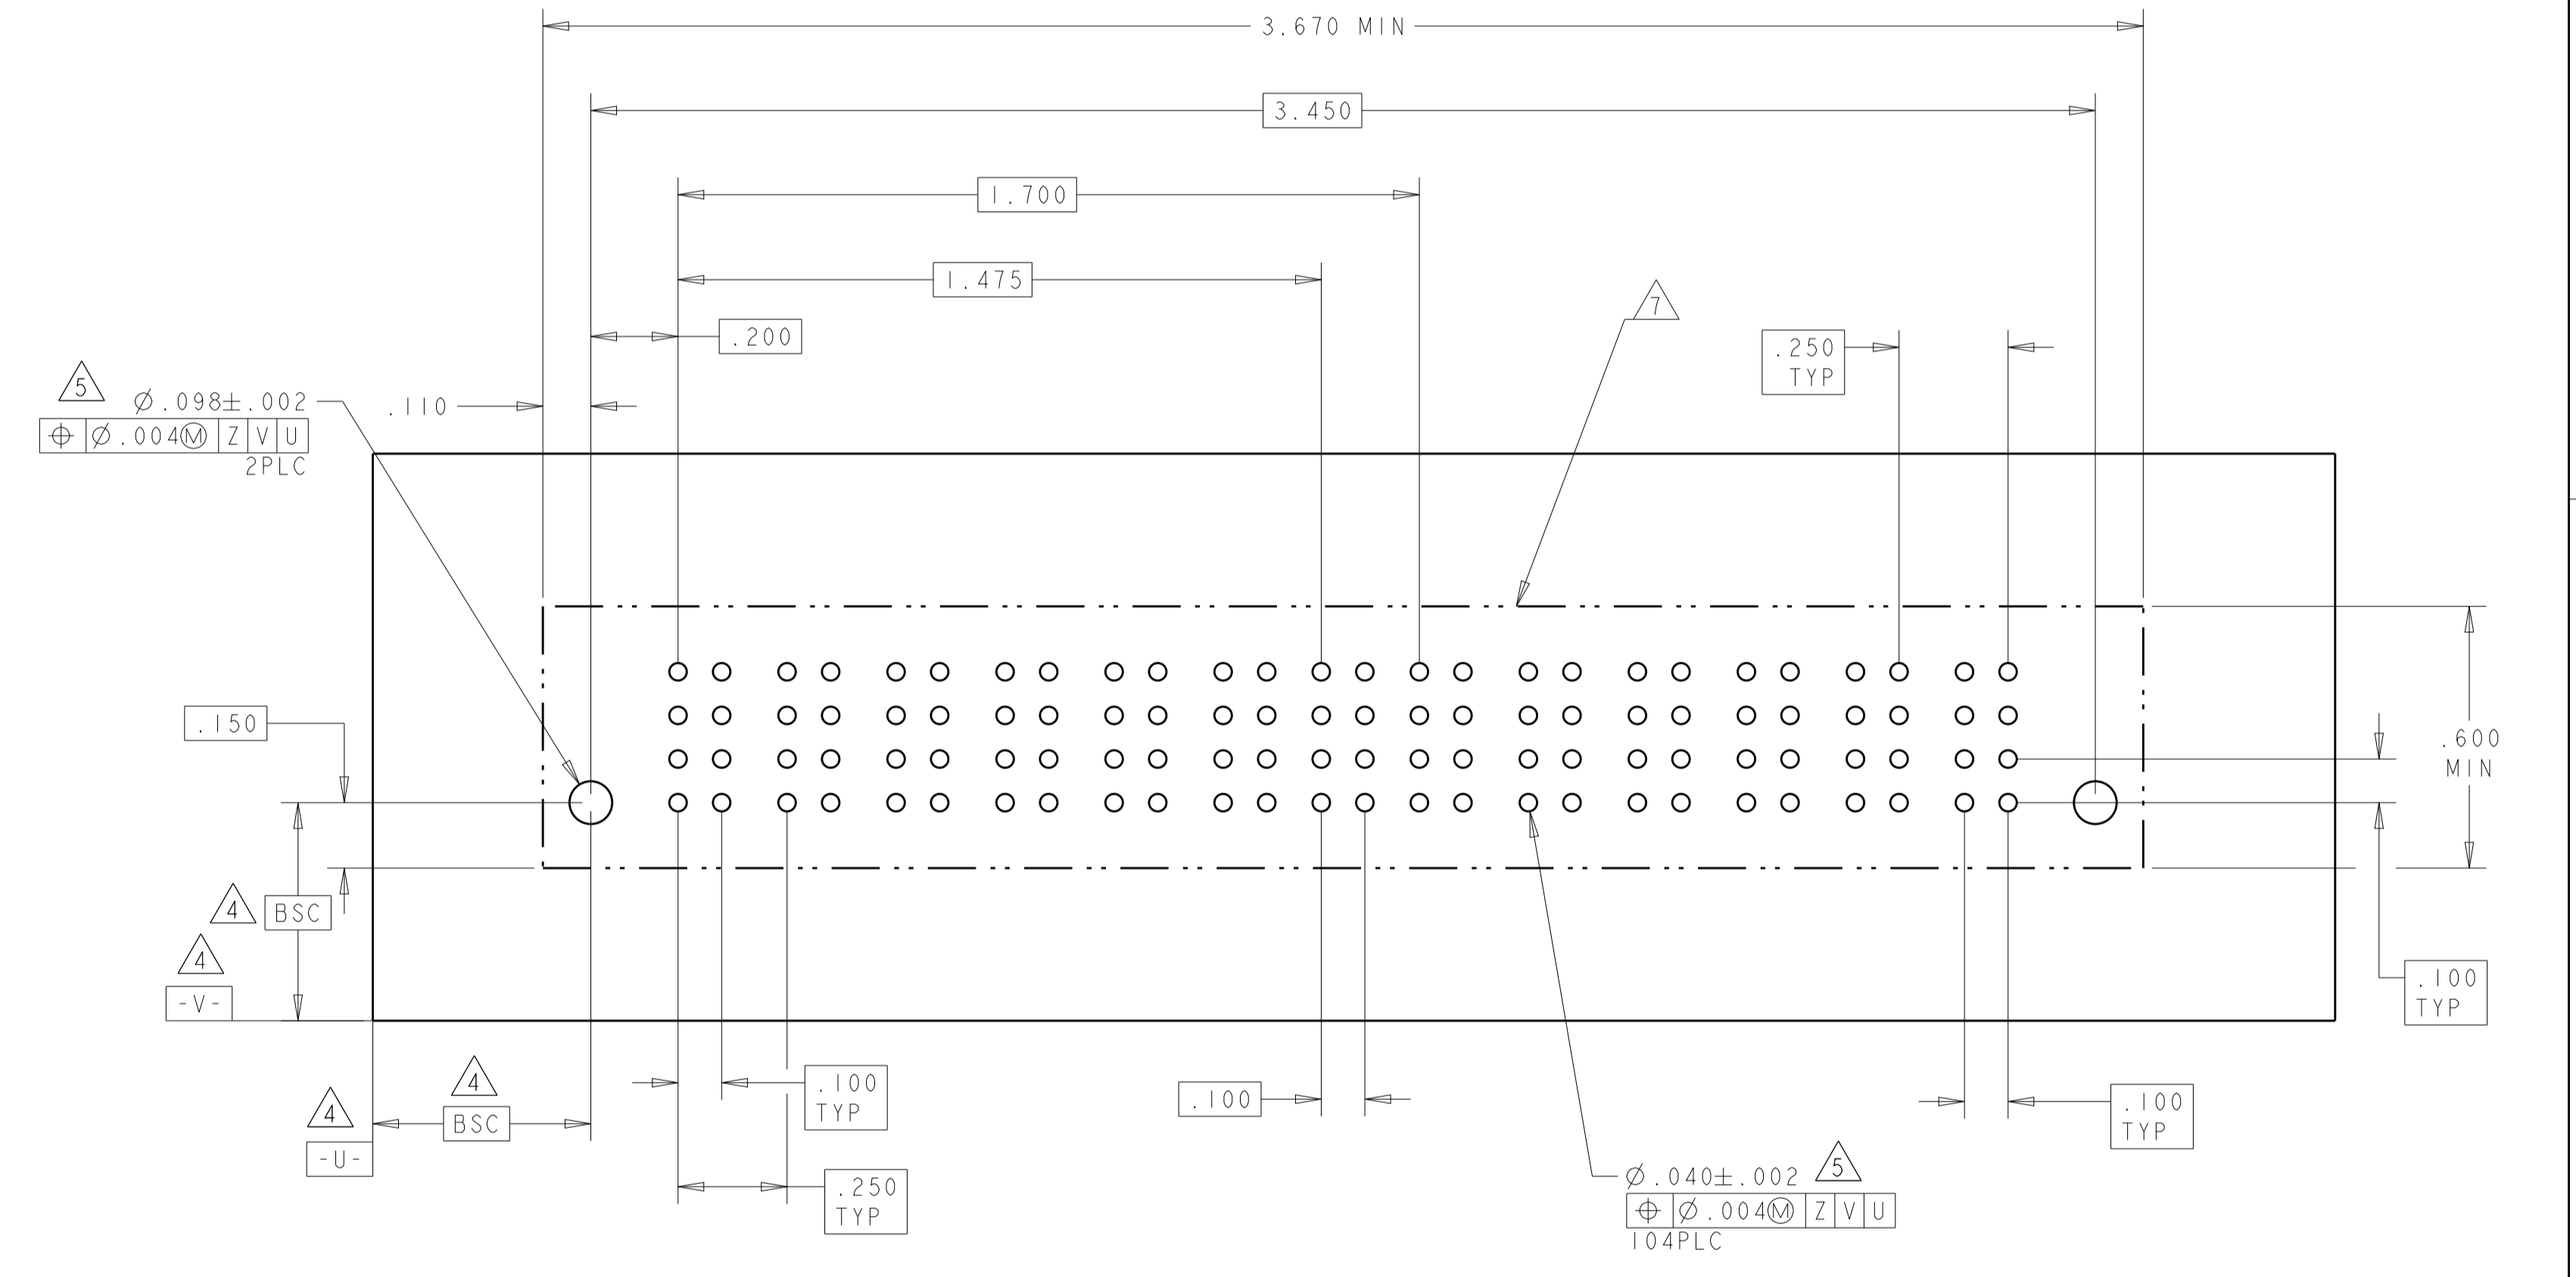 3.670 MIN
3.450
1.700
1.475
.200
7
.250
TYP
5
Ø.098±.002
⌖ Ø.004Ⓜ Z V U
2PLC
.110
.150
.600
MIN
4
BSC
4
-V-
.100
TYP
4
BSC
4
-U-
.100
TYP
.250
TYP
.100
.100
TYP
Ø.040±.002 5
⌖ Ø.004Ⓜ Z V U
104PLC